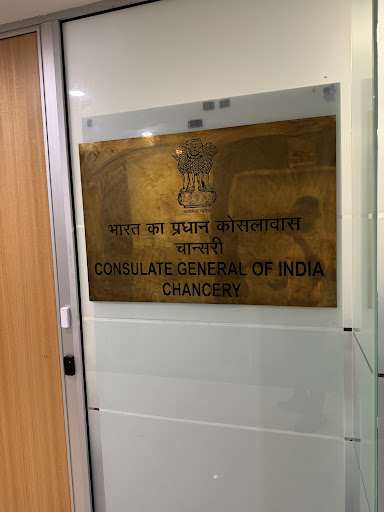 भारत का प्रधान कोंसलावास
चान्सरी
CONSULATE GENERAL OF INDIA
CHANCERY